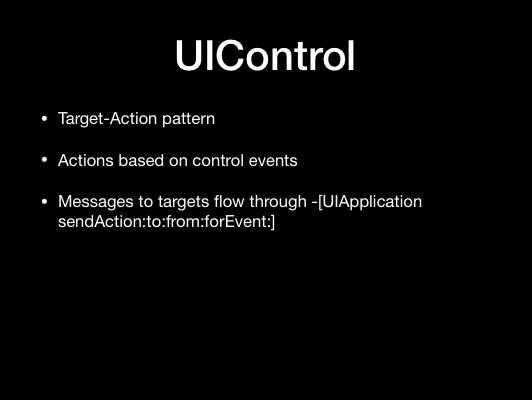 UIControl
• Target-Action pattern
• Actions based on control events
• Messages to targets flow through -[UIApplication
sendAction:to:from:forEvent:]